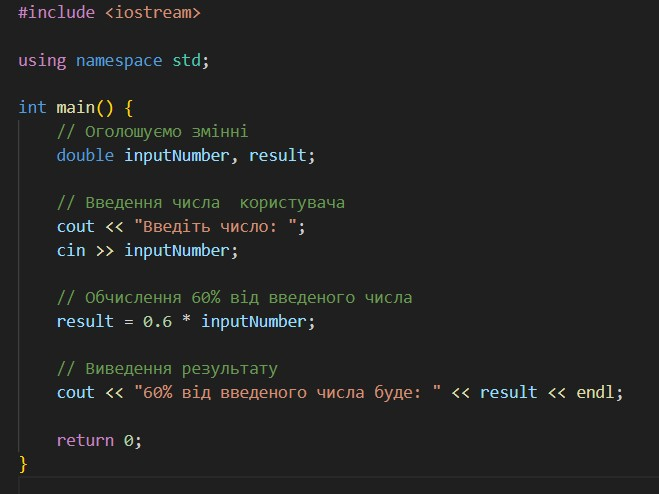 #include <iostream>
using namespace std;
int main() {
// Оголошуємо змінні
double inputNumber, result;
// Введення числа  користувача
cout << "Введіть число: ";
cin >> inputNumber;
// Обчислення 60% від введеного числа
result = 0.6 * inputNumber;
// Виведення результату
cout << "60% від введеного числа буде: " << result << endl;
return 0;
}